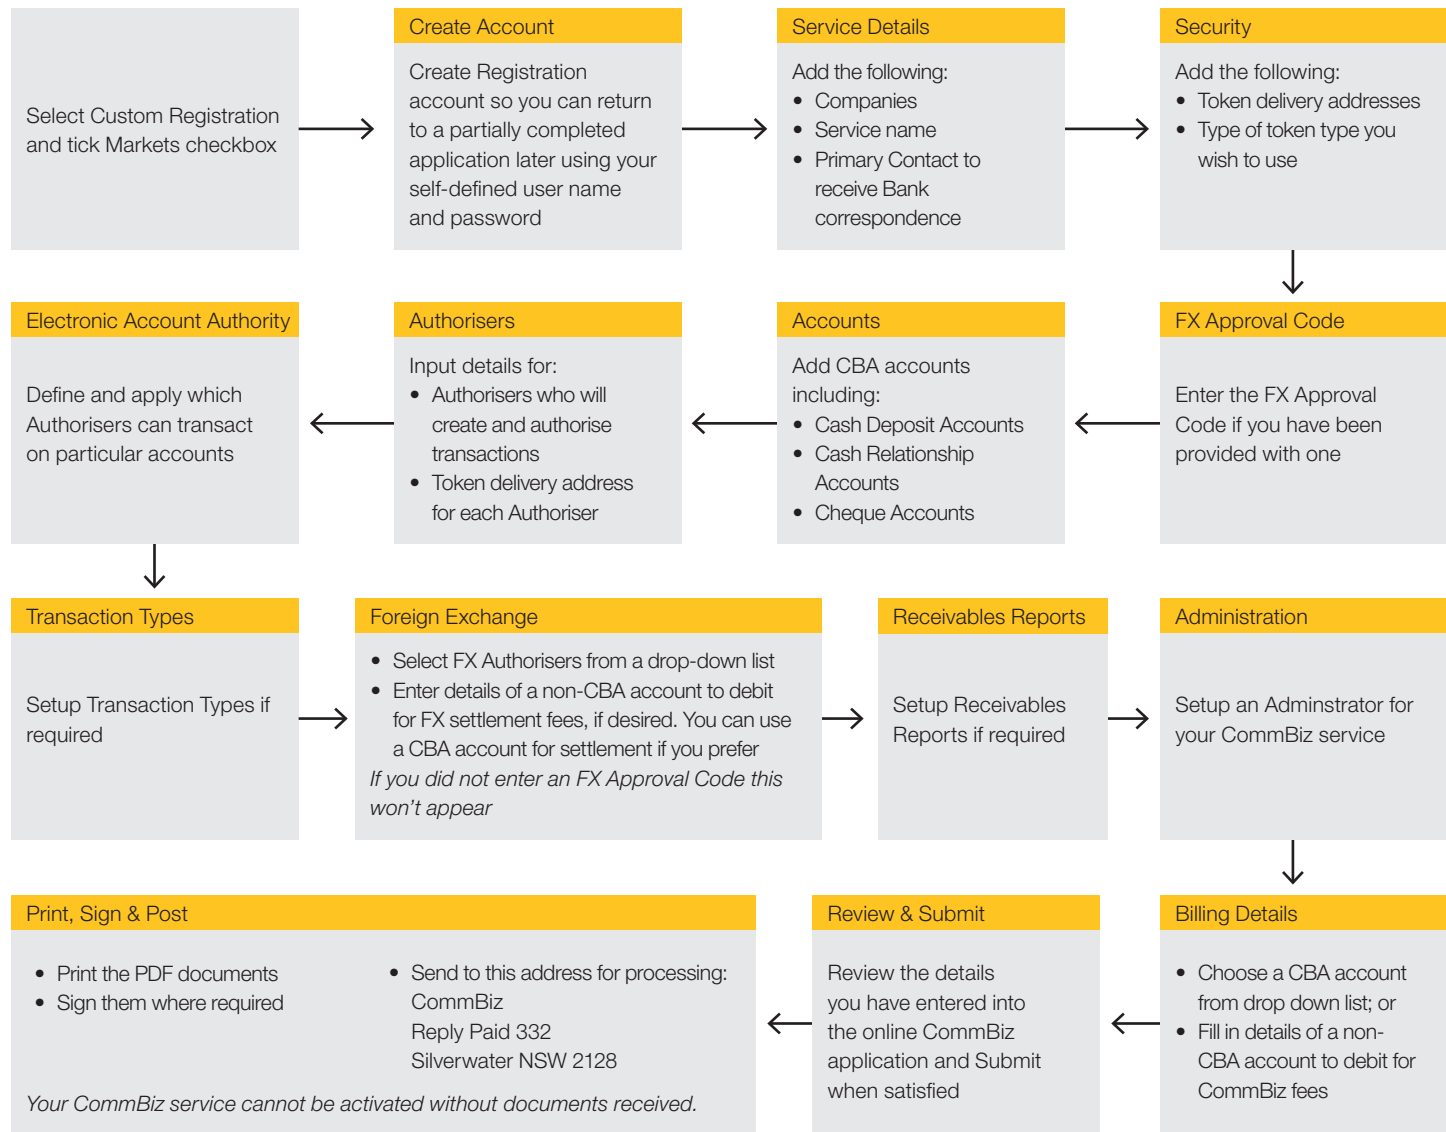 Select Custom Registration
and tick Markets checkbox
Create Account
Create Registration
account so you can return
to a partially completed
application later using your
self-defined user name
and password
Service Details
Add the following:
• Companies
• Service name
• Primary Contact to
receive Bank
correspondence
Security
Add the following:
• Token delivery addresses
• Type of token type you
wish to use
FX Approval Code
Enter the FX Approval
Code if you have been
provided with one
Accounts
Add CBA accounts
including:
• Cash Deposit Accounts
• Cash Relationship
Accounts
• Cheque Accounts
Authorisers
Input details for:
• Authorisers who will
create and authorise
transactions
• Token delivery address
for each Authoriser
Electronic Account Authority
Define and apply which
Authorisers can transact
on particular accounts
Transaction Types
Setup Transaction Types if
required
Foreign Exchange
• Select FX Authorisers from a drop-down list
• Enter details of a non-CBA account to debit
for FX settlement fees, if desired. You can use
a CBA account for settlement if you prefer
If you did not enter an FX Approval Code this
won't appear
Receivables Reports
Setup Receivables
Reports if required
Administration
Setup an Adminstrator for
your CommBiz service
Billing Details
• Choose a CBA account
from drop down list; or
• Fill in details of a non-
CBA account to debit for
CommBiz fees
Review & Submit
Review the details
you have entered into
the online CommBiz
application and Submit
when satisfied
Print, Sign & Post
• Print the PDF documents
• Sign them where required
• Send to this address for processing:
CommBiz
Reply Paid 332
Silverwater NSW 2128
Your CommBiz service cannot be activated without documents received.